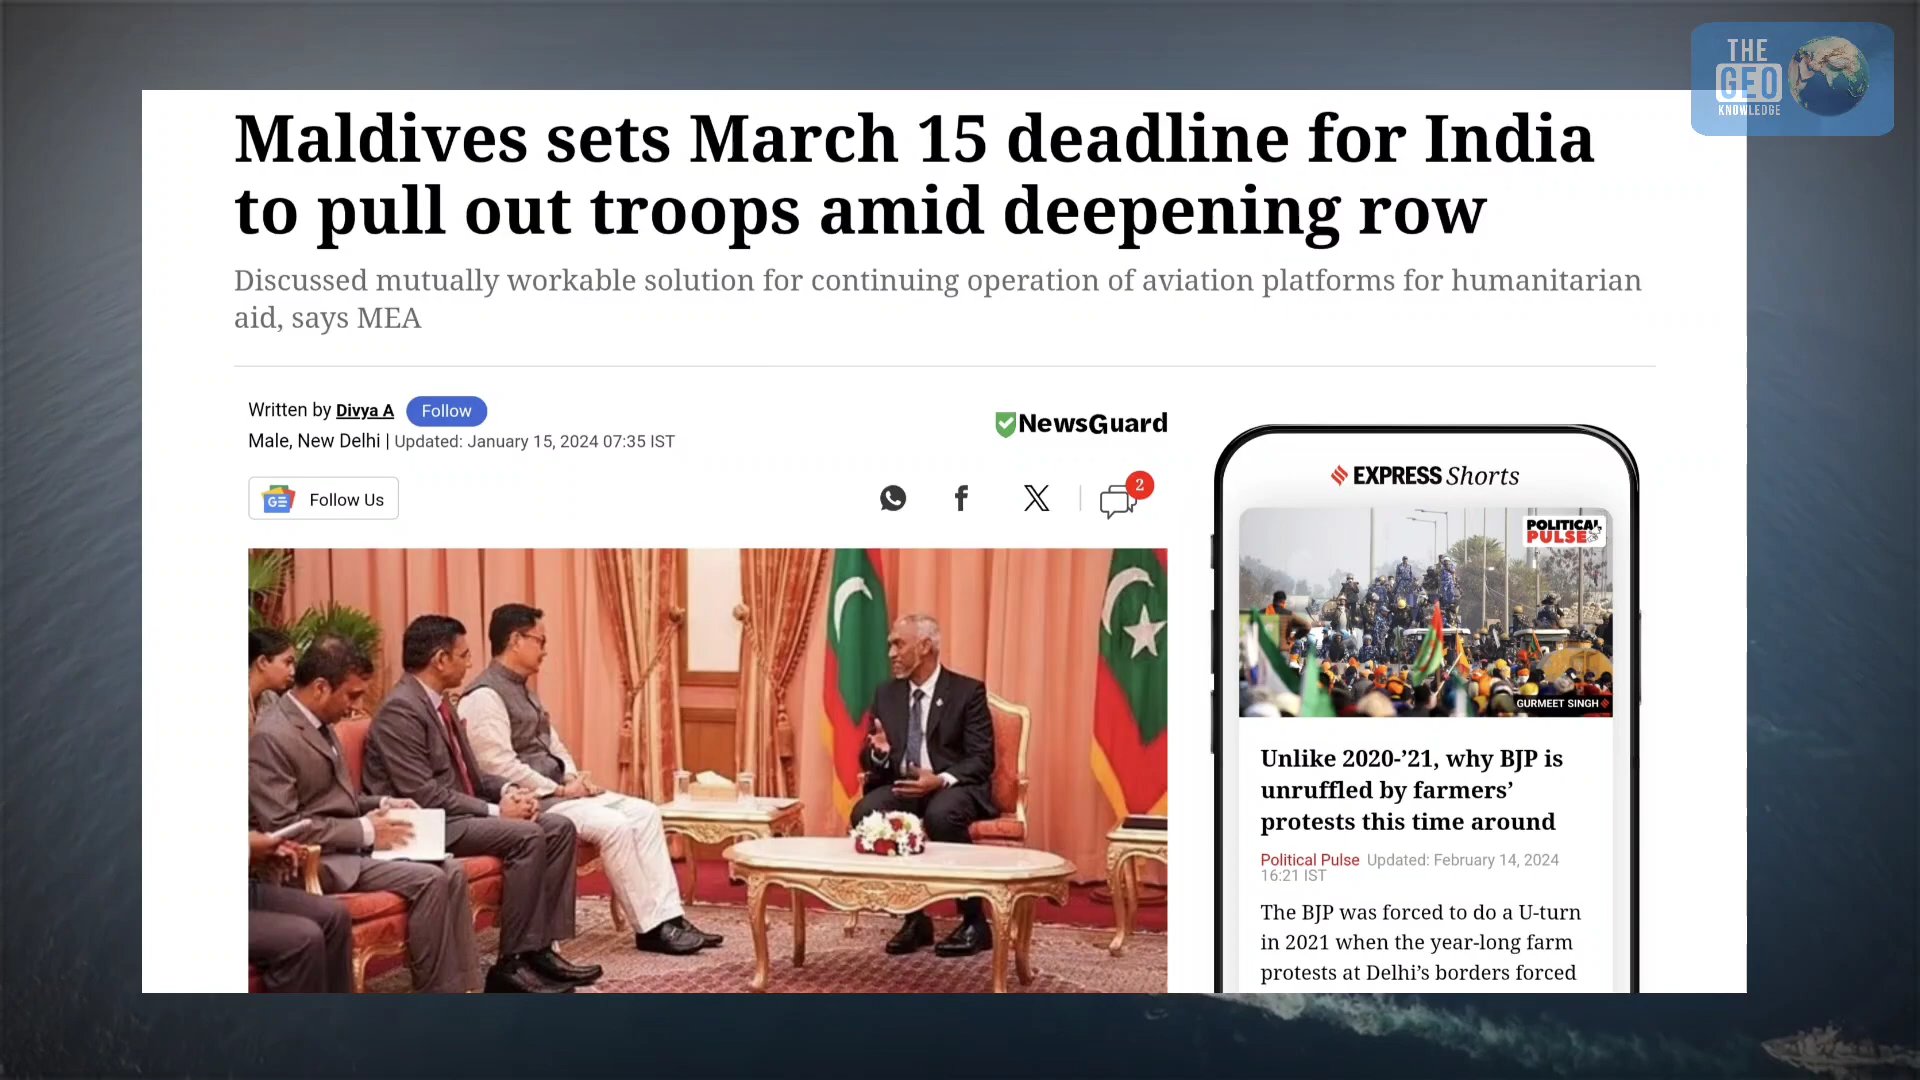 THE
GEO
KNOWLEDGE
Maldives sets March 15 deadline for India
to pull out troops amid deepening row
Discussed mutually workable solution for continuing operation of aviation platforms for humanitarian
aid, says MEA
Written by Divya A Follow
Male, New Delhi | Updated: January 15, 2024 07:35 IST
NewsGuard
GE Follow Us
2
EXPRESS Shorts
POLITICAL
PULSE
GURMEET SINGH
Unlike 2020-’21, why BJP is
unruffled by farmers’
protests this time around
Political Pulse Updated: February 14, 2024
16:21 IST
The BJP was forced to do a U-turn
in 2021 when the year-long farm
protests at Delhi’s borders forced